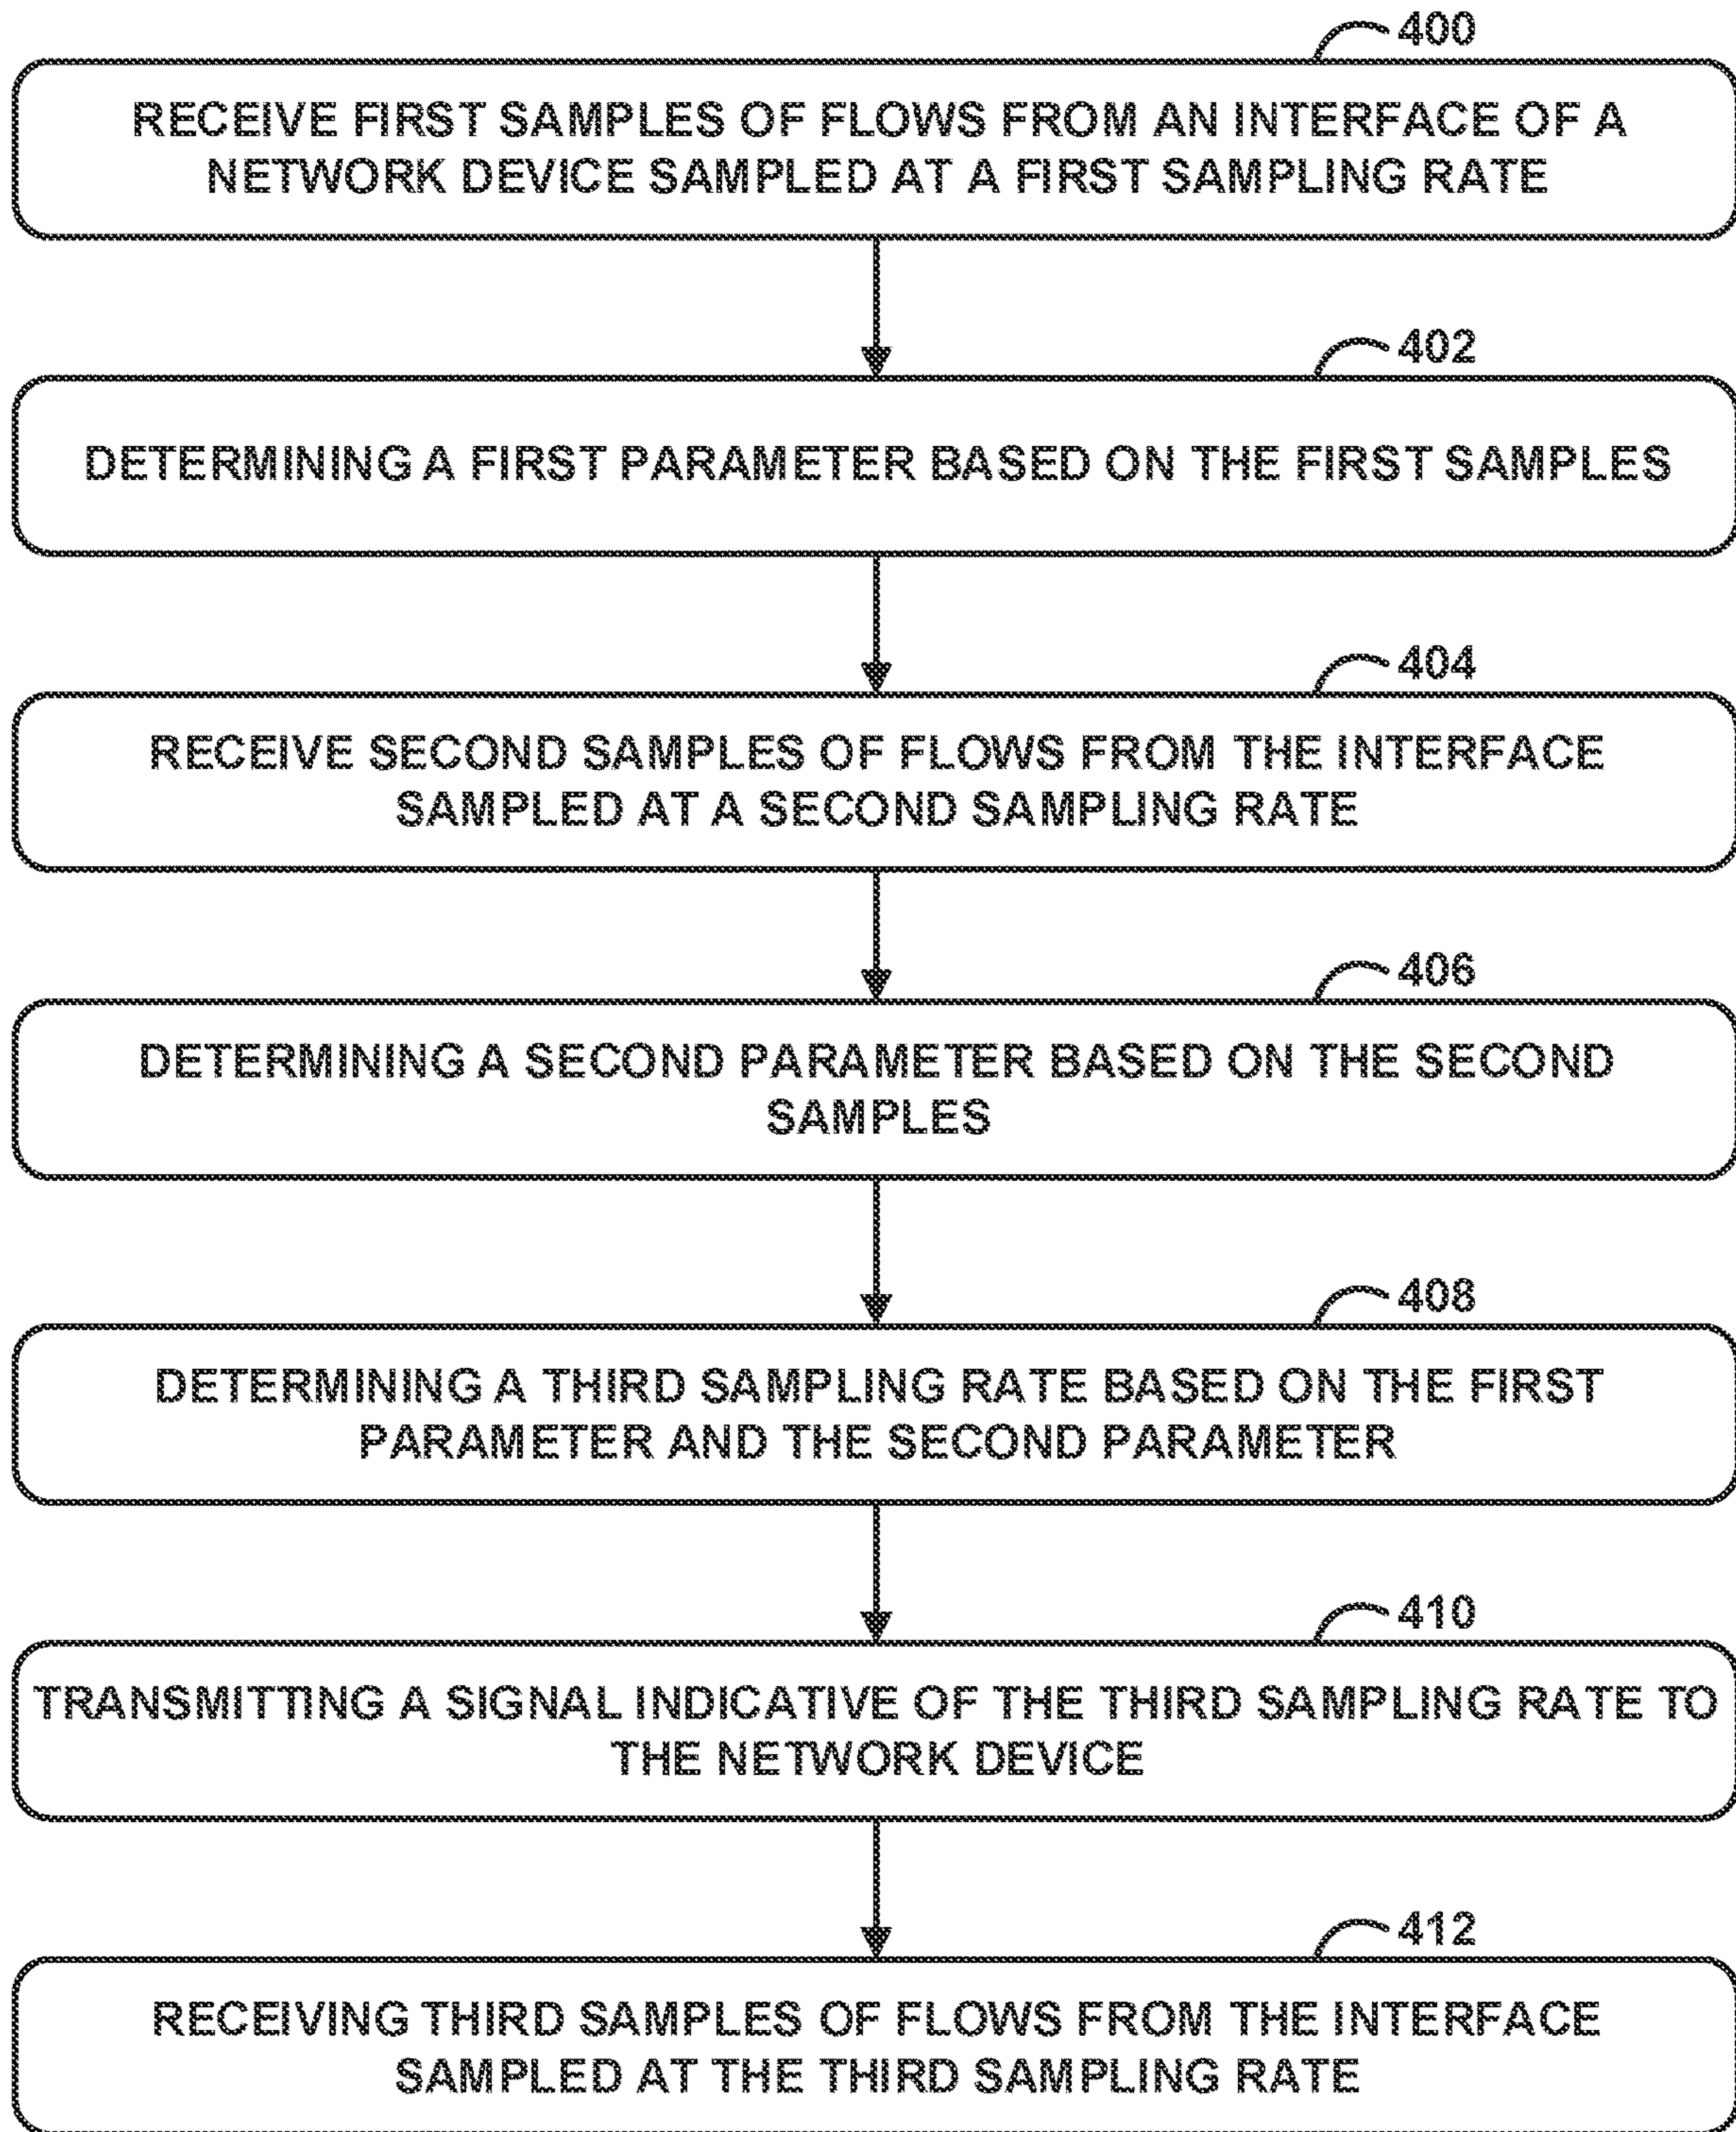 400
RECEIVE FIRST SAMPLES OF FLOWS FROM AN INTERFACE OF A
NETWORK DEVICE SAMPLED AT A FIRST SAMPLING RATE
402
DETERMINING A FIRST PARAMETER BASED ON THE FIRST SAMPLES
404
RECEIVE SECOND SAMPLES OF FLOWS FROM THE INTERFACE
SAMPLED AT A SECOND SAMPLING RATE
406
DETERMINING A SECOND PARAMETER BASED ON THE SECOND
SAMPLES
408
DETERMINING A THIRD SAMPLING RATE BASED ON THE FIRST
PARAMETER AND THE SECOND PARAMETER
410
TRANSMITTING A SIGNAL INDICATIVE OF THE THIRD SAMPLING RATE TO
THE NETWORK DEVICE
412
RECEIVING THIRD SAMPLES OF FLOWS FROM THE INTERFACE
SAMPLED AT THE THIRD SAMPLING RATE